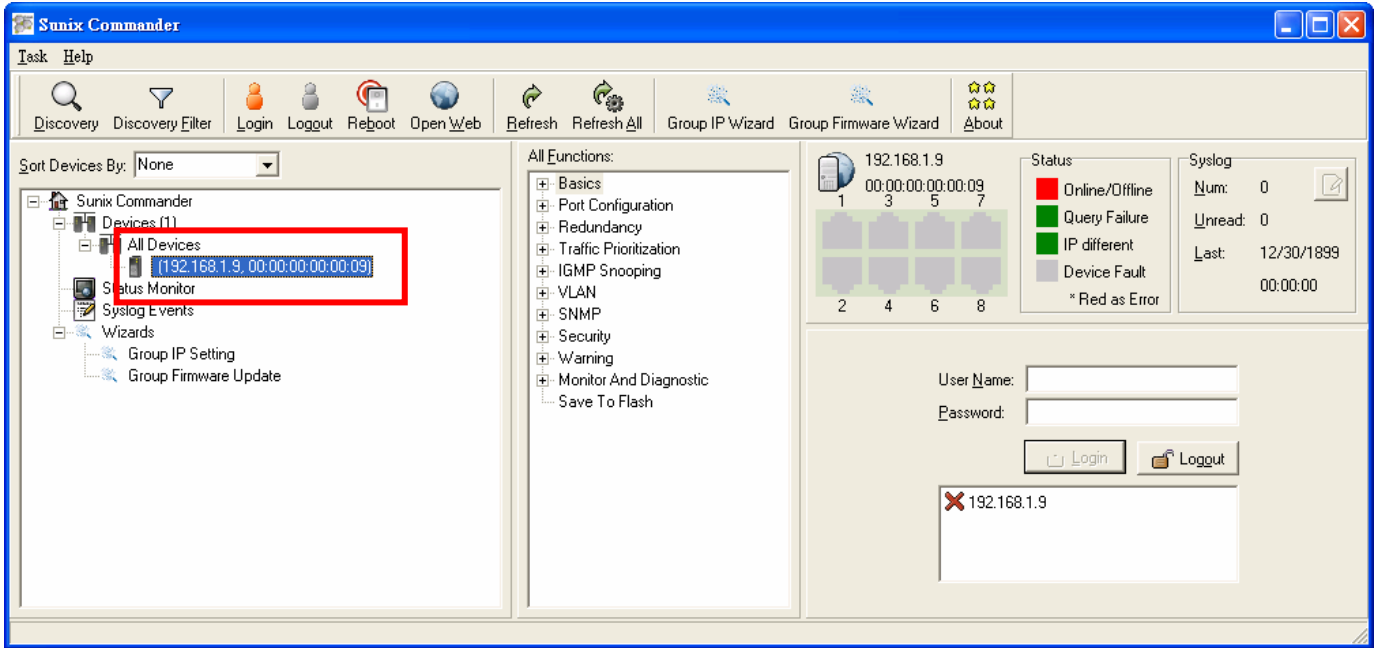 Sunix Commander
Task Help
Discovery Discovery Filter Login Logout Reboot Open Web Refresh Refresh All Group IP Wizard Group Firmware Wizard About
Sort Devices By: None
Sunix Commander
Devices (1)
All Devices
(192.168.1.9, 00:00:00:00:00:09)
Status Monitor
Syslog Events
Wizards
Group IP Setting
Group Firmware Update
All Functions:
Basics
Port Configuration
Redundancy
Traffic Prioritization
IGMP Snooping
VLAN
SNMP
Security
Warning
Monitor And Diagnostic
Save To Flash
192.168.1.9
00:00:00:00:00:09
1 3 5 7
2 4 6 8
Status
Online/Offline
Query Failure
IP different
Device Fault
* Red as Error
Syslog
Num: 0
Unread: 0
Last: 12/30/1899
00:00:00
User Name:
Password:
Login Logout
192.168.1.9